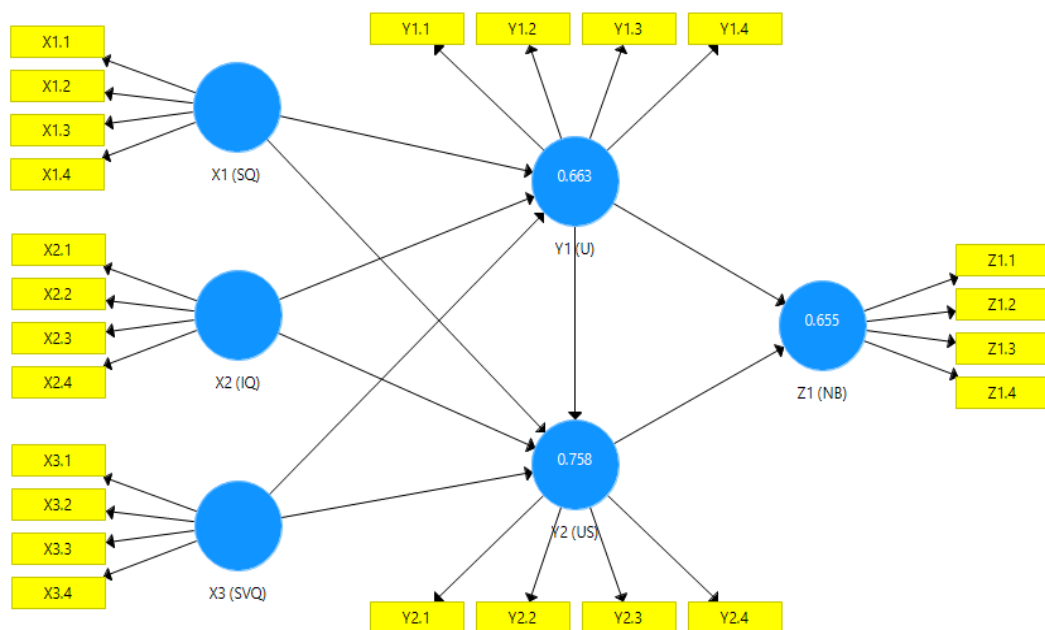 X1.1
X1.2
X1.3
X1.4
X1 (SQ)
X2.1
X2.2
X2.3
X2.4
X2 (IQ)
X3.1
X3.2
X3.3
X3.4
X3 (SVQ)
Y1.1
Y1.2
Y1.3
Y1.4
0.663
Y1 (U)
0.758
Y2 (US)
Y2.1
Y2.2
Y2.3
Y2.4
0.655
Z1 (NB)
Z1.1
Z1.2
Z1.3
Z1.4